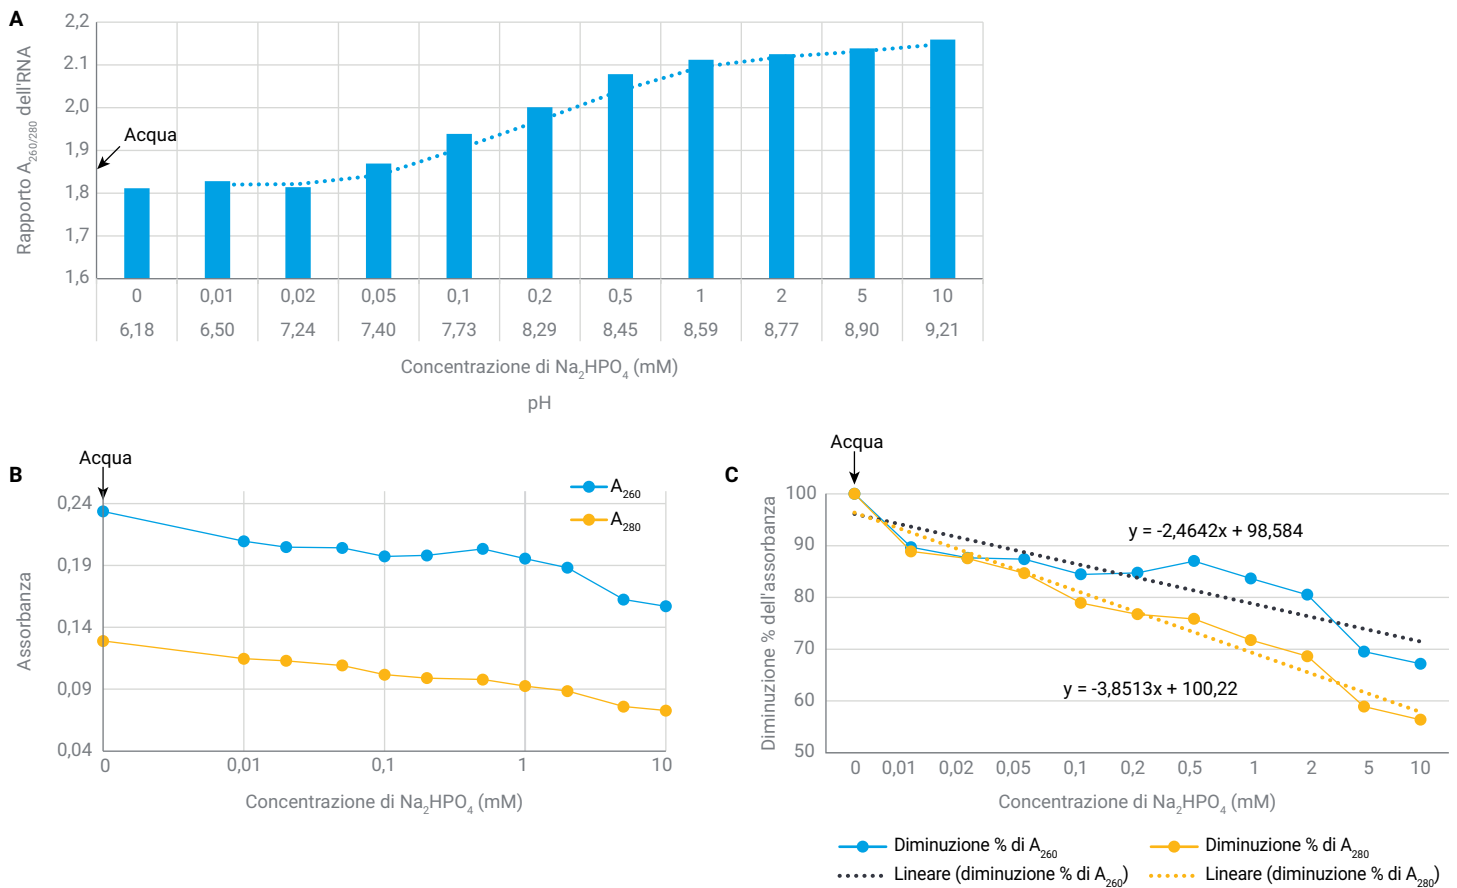 A
2,2
2.1
2,0
1,9
1,8
1,7
1,6
Rapporto A260/280 dell'RNA
Acqua
0 0,01 0,02 0,05 0,1 0,2 0,5 1 2 5 10
6,18 6,50 7,24 7,40 7,73 8,29 8,45 8,59 8,77 8,90 9,21
Concentrazione di Na2HPO4 (mM)
pH
B
Acqua
A260
A280
0,24
0,19
0,14
0,09
0,04
Assorbanza
0 0,01 0,1 1 10
Concentrazione di Na2HPO4 (mM)
C
Acqua
100
90
80
70
60
50
Diminuzione % dell'assorbanza
y = -2,4642x + 98,584
y = -3,8513x + 100,22
0 0,01 0,02 0,05 0,1 0,2 0,5 1 2 5 10
Concentrazione di Na2HPO4 (mM)
Diminuzione % di A260
Diminuzione % di A280
Lineare (diminuzione % di A260)
Lineare (diminuzione % di A280)